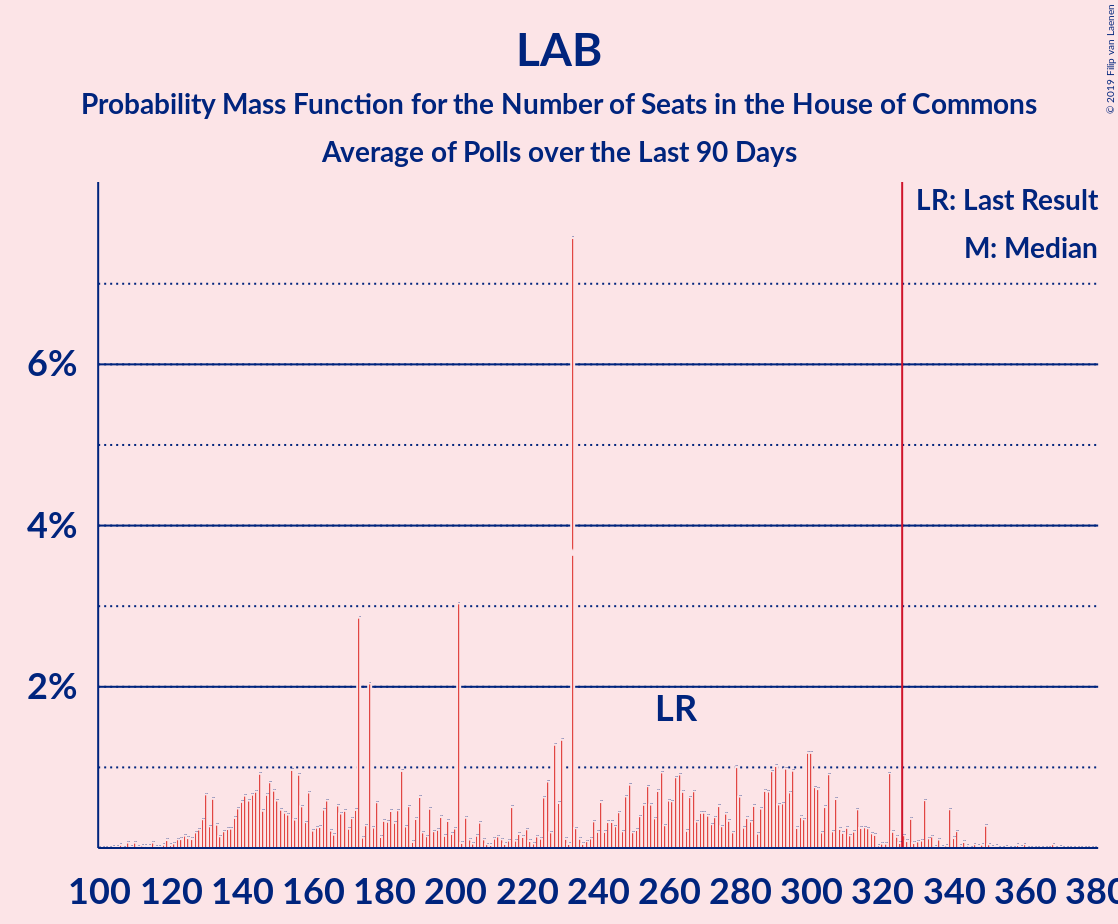 LAB
Probability Mass Function for the Number of Seats in the House of Commons
Average of Polls over the Last 90 Days
© 2019 Filip van Laenen
LR: Last Result
M: Median
6%
4%
2%
LR
100 120 140 160 180 200 220 240 260 280 300 320 340 360 380